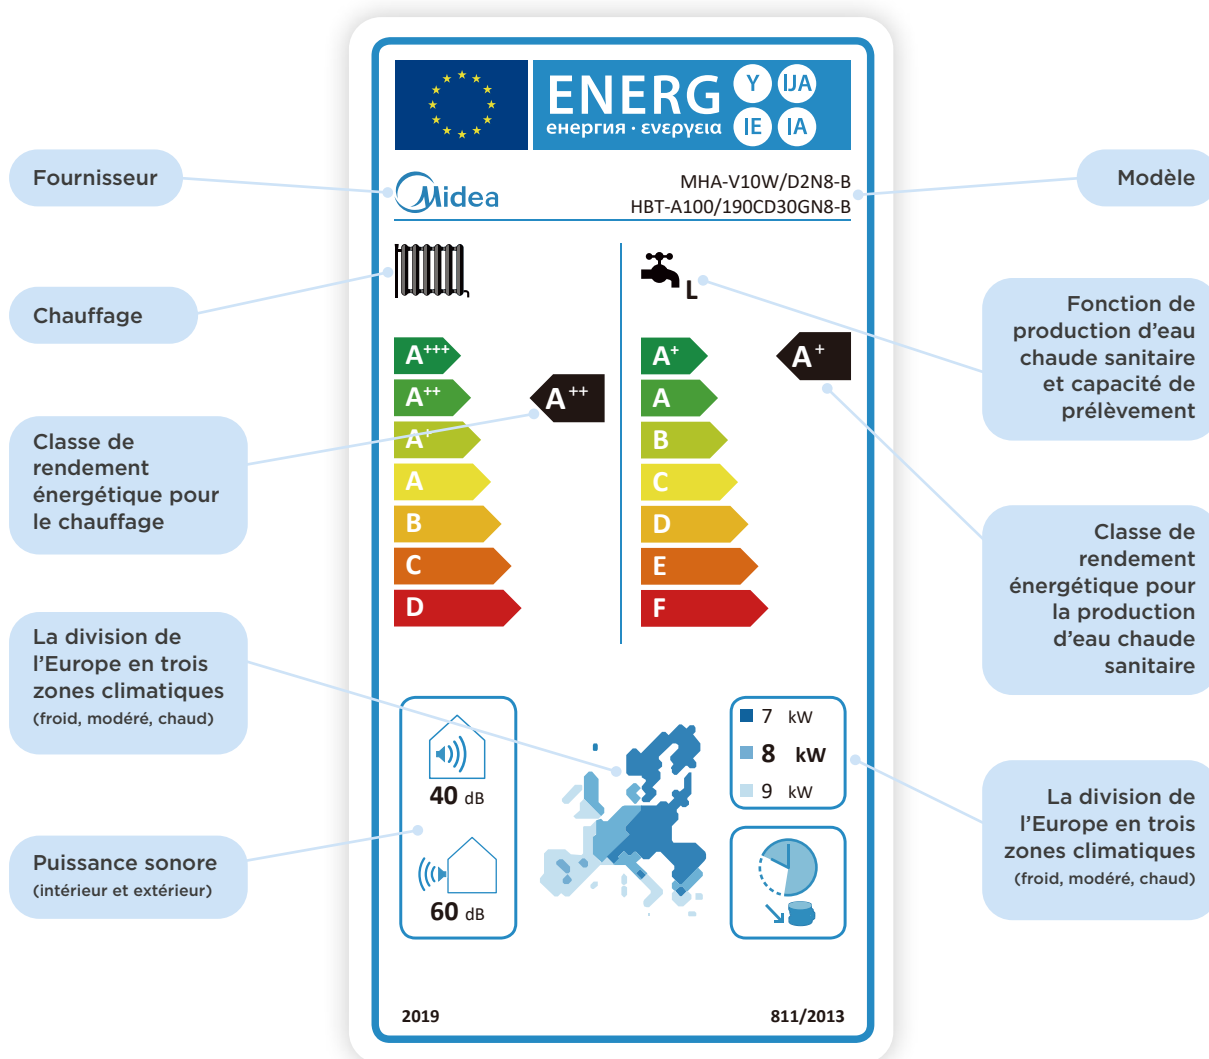 ENERG
Y
IJA
IE
IA
енергия · ενεργεια
Fournisseur
Midea
MHA-V10W/D2N8-B
HBT-A100/190CD30GN8-B
Modèle
Chauffage
L
Fonction de
production d’eau
chaude sanitaire
et capacité de
prélèvement
A+++
A++
A+
A
B
C
D
A++
A+
A
B
C
D
E
F
A+
Classe de
rendement
énergétique pour
le chauffage
Classe de
rendement
énergétique pour
la production
d’eau chaude
sanitaire
La division de
l’Europe en trois
zones climatiques
(froid, modéré, chaud)
40 dB
60 dB
7 kW
8 kW
9 kW
Puissance sonore
(intérieur et extérieur)
La division de
l’Europe en trois
zones climatiques
(froid, modéré, chaud)
2019
811/2013